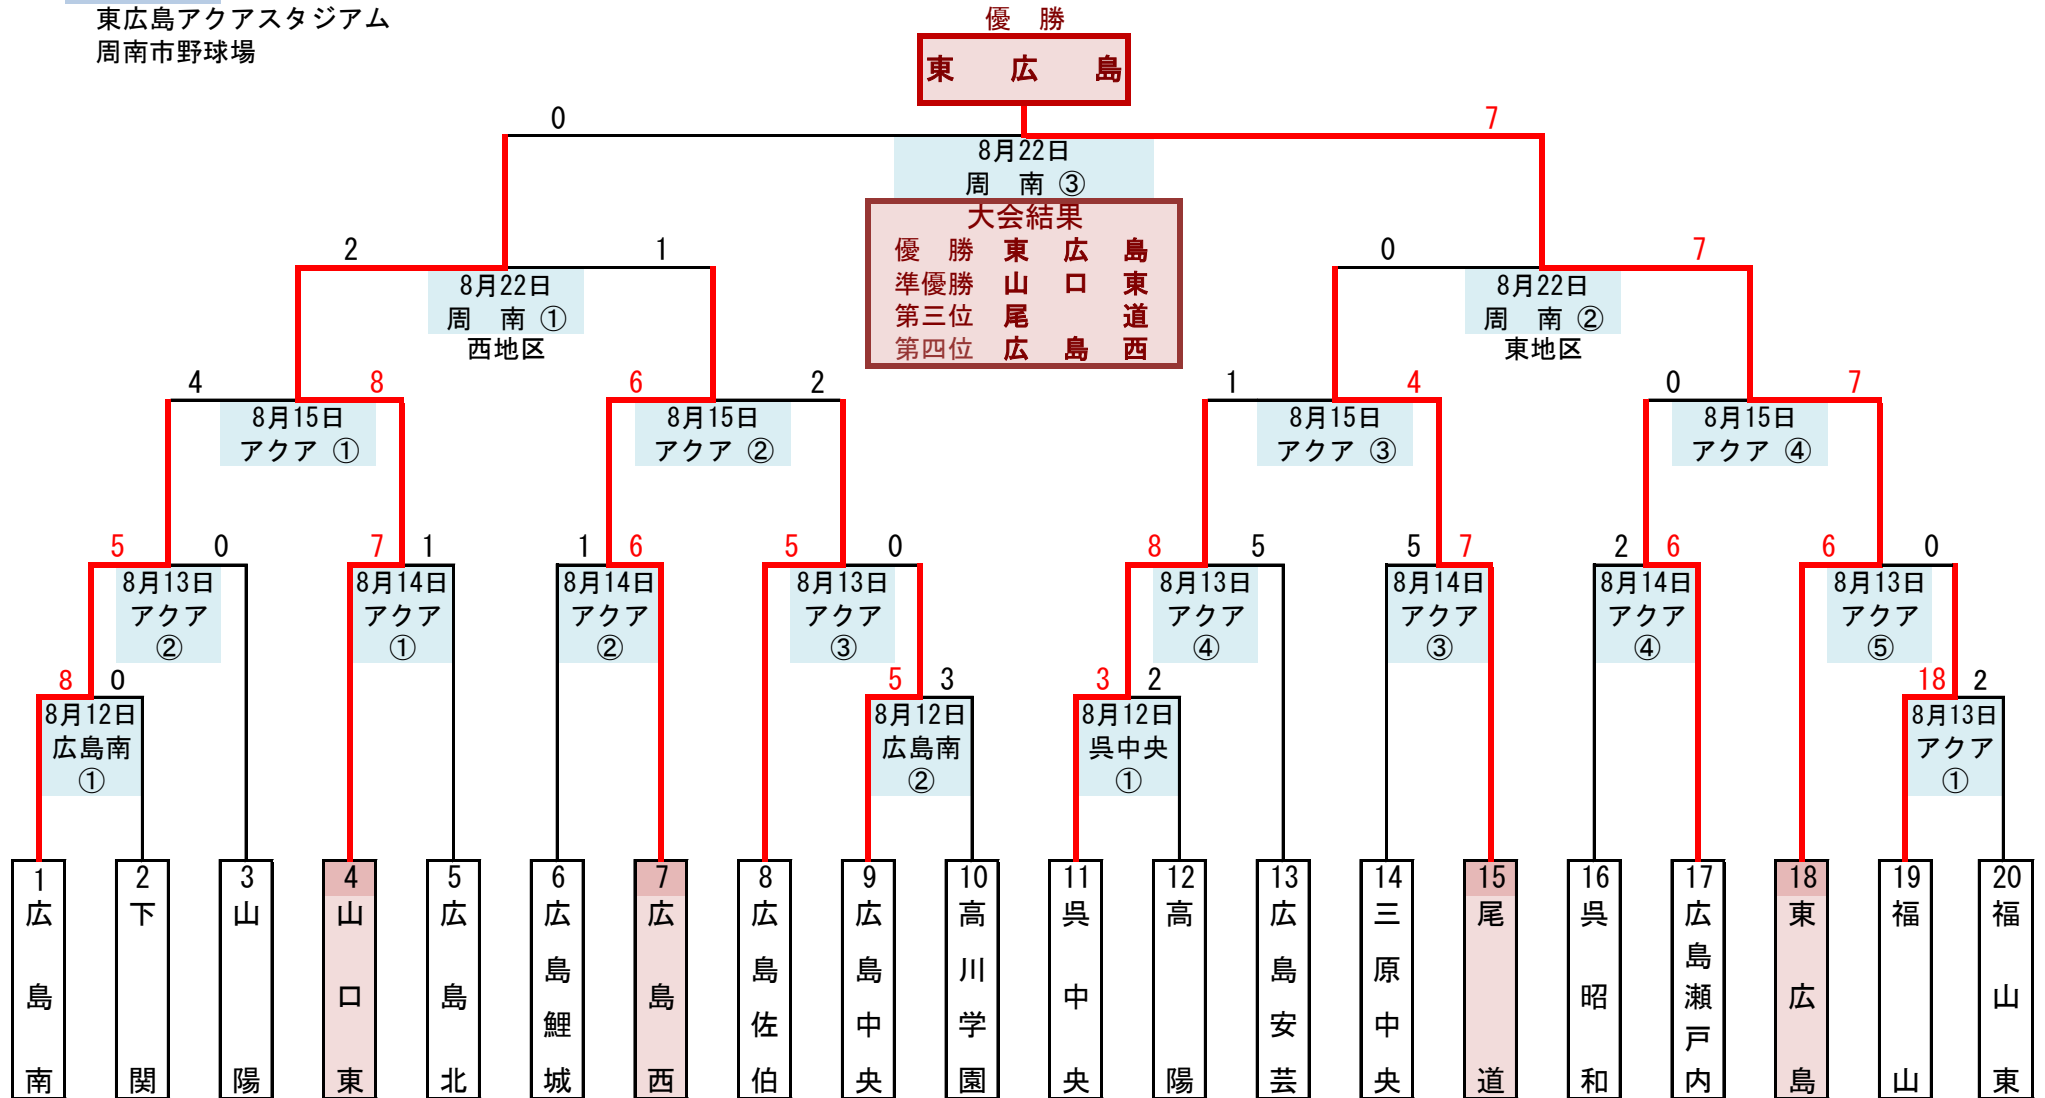 東広島アクアスタジアム
周南市野球場
優　勝
東　広　島
0
7
8月22日
周　南 ③
大会結果
優　勝 東　広　島
準優勝 山　口　東
第三位 尾　　道
第四位 広　島　西
2
1
0
7
8月22日
周　南 ①
西地区
8月22日
周　南 ②
東地区
4
8
6
2
1
4
0
7
8月15日
アクア ①
8月15日
アクア ②
8月15日
アクア ③
8月15日
アクア ④
5
0
7
1
1
6
5
0
8
5
5
7
2
6
6
0
8月13日
アクア
②
8月14日
アクア
①
8月14日
アクア
②
8月13日
アクア
③
8月13日
アクア
④
8月14日
アクア
③
8月14日
アクア
④
8月13日
アクア
⑤
8
0
5
3
3
2
18
2
8月12日
広島南
①
8月12日
広島南
②
8月12日
呉中央
①
8月13日
アクア
①
1
広島南
2
下関
3
山陽
4
山口東
5
広島北
6
広島鯉城
7
広島西
8
広島佐伯
9
広島中央
10
高川学園
11
呉中央
12
高陽
13
広島安芸
14
三原中央
15
尾道
16
呉昭和
17
広島瀬戸内
18
東広島
19
福山
20
福山東